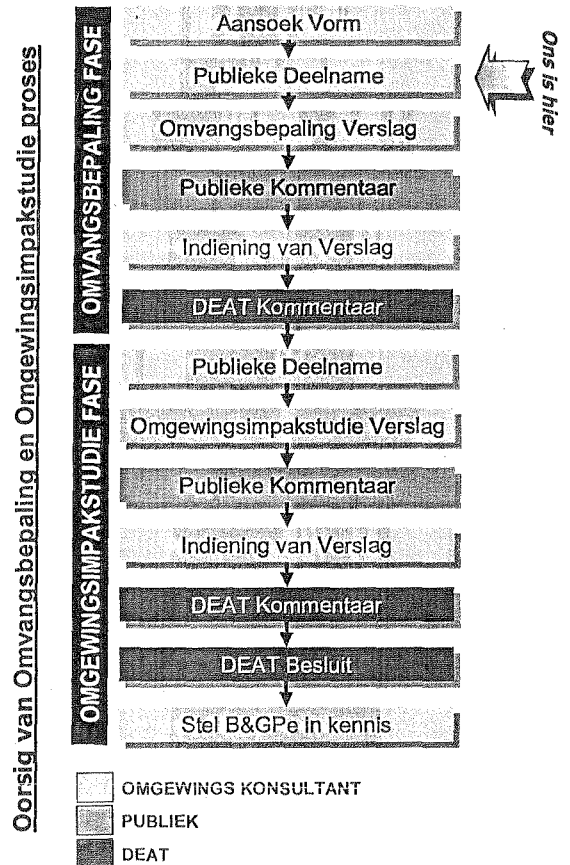 Oorsig van Omvangsbepaling en Omgewingsimpakstudie proses
OMVANGSBEPALING FASE
Aansoek Vorm
Publieke Deelname
Ons is hier
Omvangsbepaling Verslag
Publieke Kommentaar
Indiening van Verslag
DEAT Kommentaar
OMGEWINGSIMPAKSTUDIE FASE
Publieke Deelname
Omgewingsimpakstudie Verslag
Publieke Kommentaar
Indiening van Verslag
DEAT Kommentaar
DEAT Besluit
Stel B&GPe in kennis
OMGEWINGS KONSULTANT
PUBLIEK
DEAT